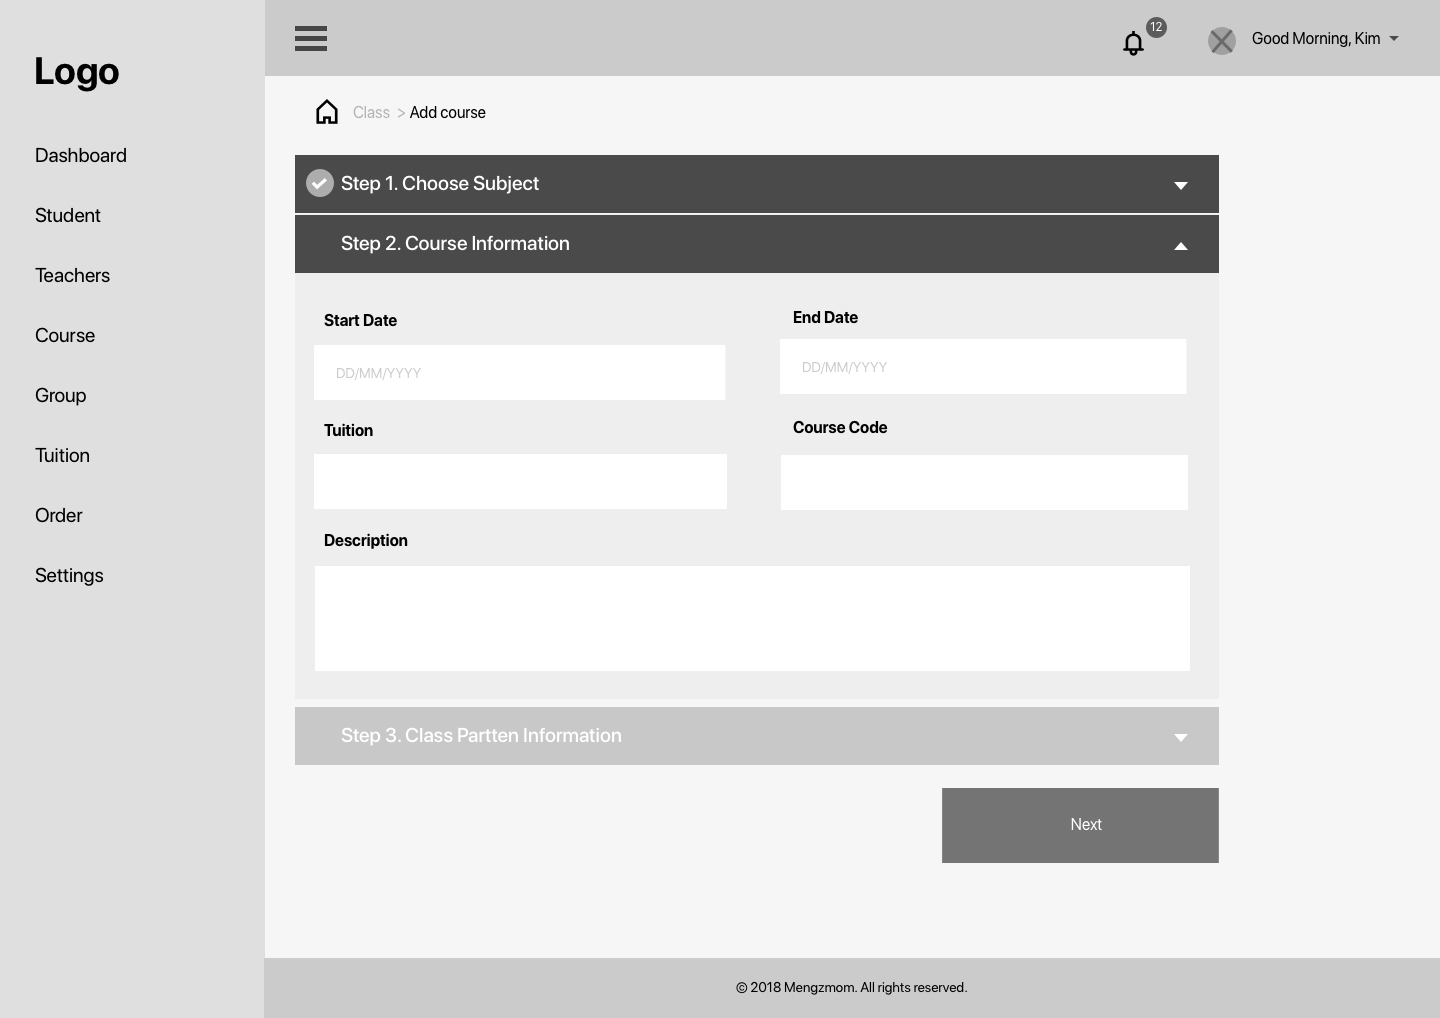 Logo
Dashboard
Student
Teachers
Course
Group
Tuition
Order
Settings
12
Good Morning, Kim
Class > Add course
Step 1. Choose Subject
Step 2. Course Information
Start Date
End Date
DD/MM/YYYY
DD/MM/YYYY
Tuition
Course Code
Description
Step 3. Class Partten Information
Next
© 2018 Mengzmom. All rights reserved.